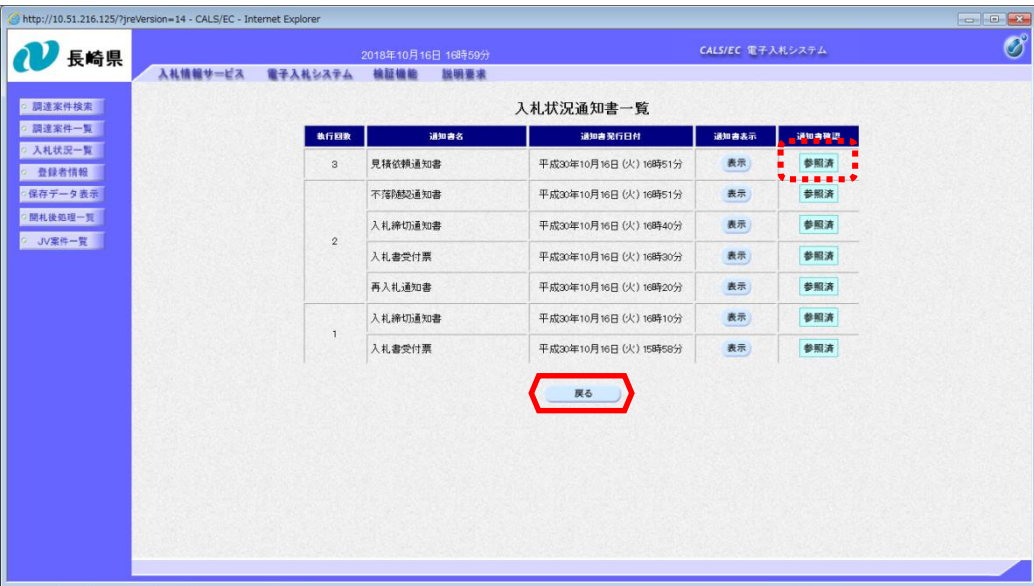 http://10.51.216.125/?jreVersion=14 - CALS/EC - Internet Explorer
長崎県
2018年10月16日 16時59分
CALS/EC 電子入札システム
入札情報サービス 電子入札システム 検証機能 説明要求
調達案件検索
調達案件一覧
入札状況一覧
登録者情報
保存データ表示
開札後処理一覧
JV案件一覧
入札状況通知書一覧
執行回数 通知書名 通知書発行日付 通知書表示 通知書確認
3 見積依頼通知書 平成30年10月16日 (火) 16時51分 表示 参照済
不落随契通知書 平成30年10月16日 (火) 16時51分 表示 参照済
2 入札締切通知書 平成30年10月16日 (火) 16時40分 表示 参照済
入札書受付票 平成30年10月16日 (火) 16時30分 表示 参照済
再入札通知書 平成30年10月16日 (火) 16時20分 表示 参照済
1 入札締切通知書 平成30年10月16日 (火) 16時10分 表示 参照済
入札書受付票 平成30年10月16日 (火) 15時58分 表示 参照済
戻る